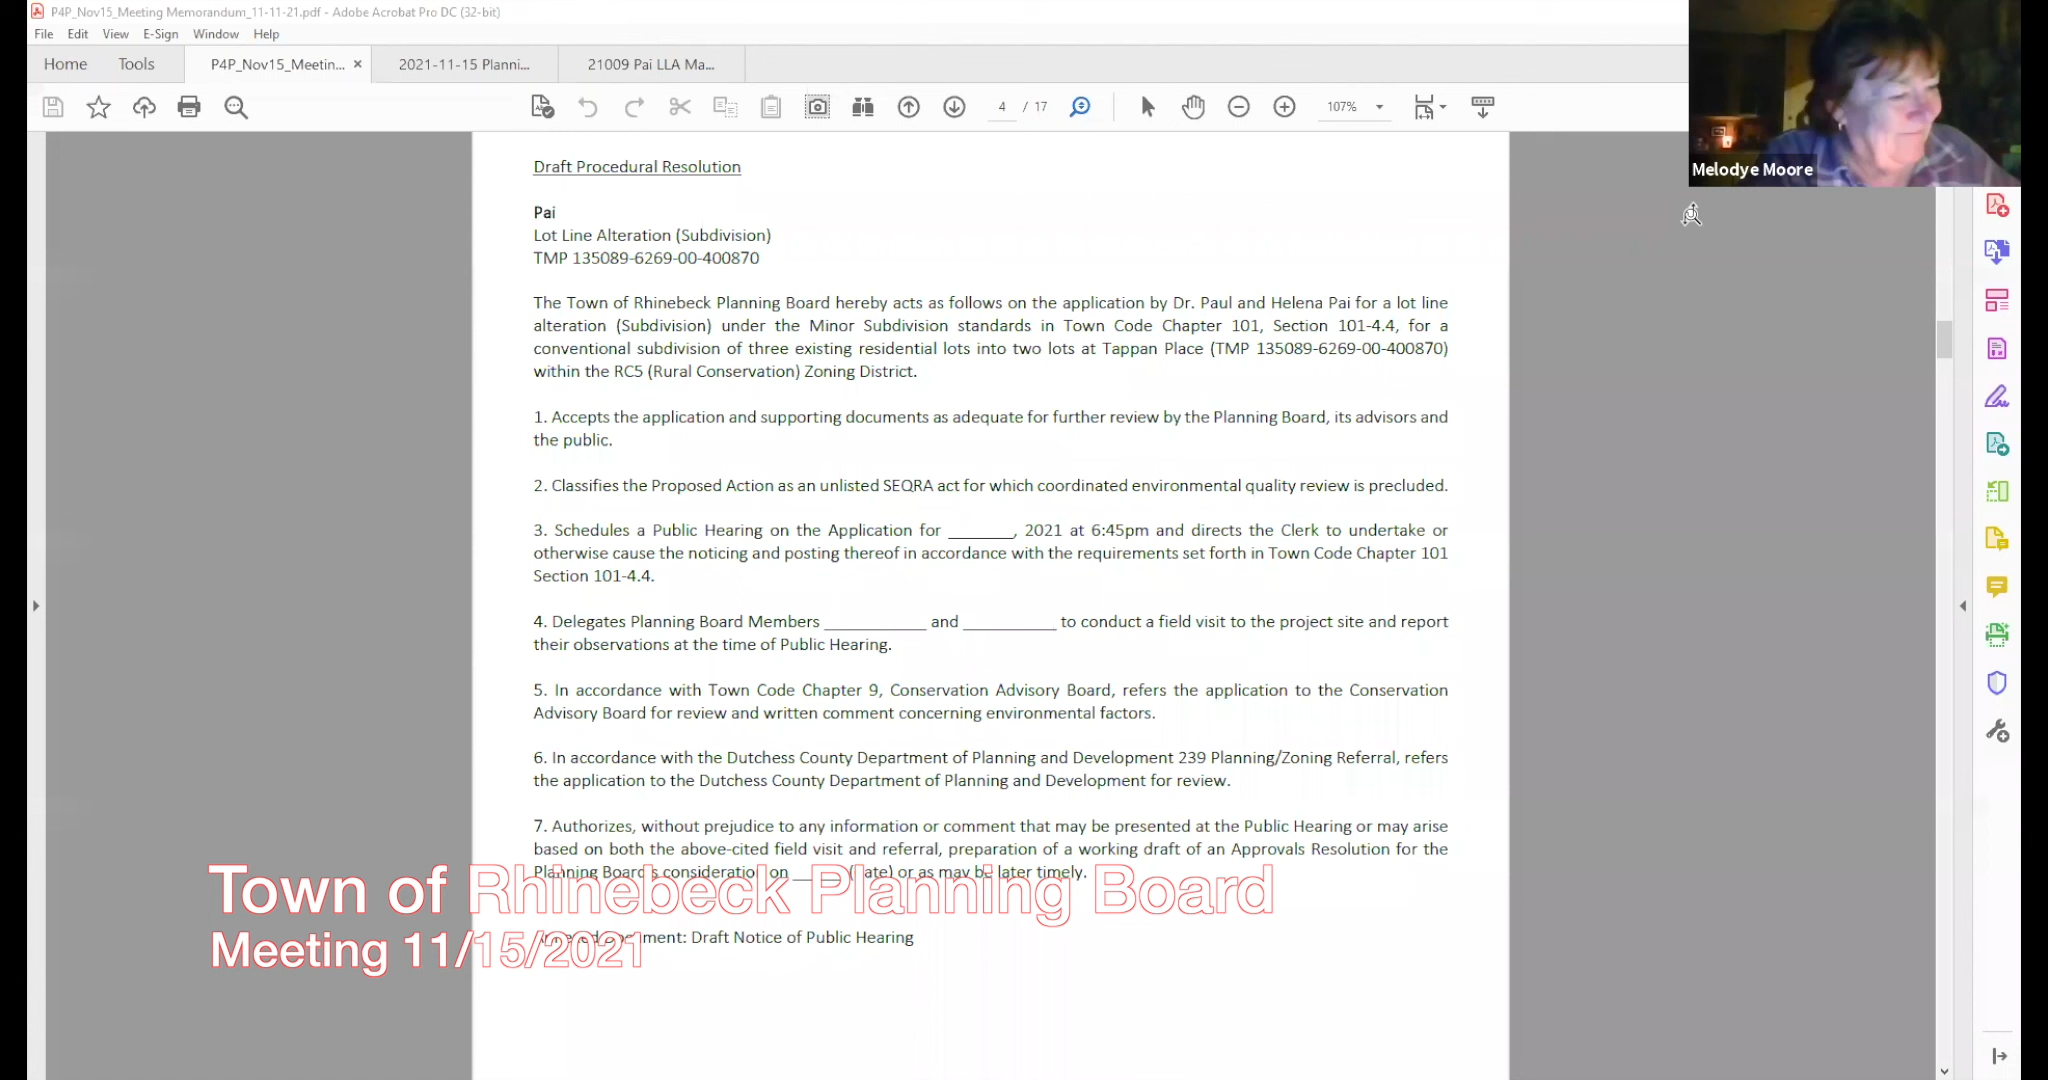 P4P_Nov15_Meeting Memorandum_11-11-21.pdf - Adobe Acrobat Pro DC (32-bit)
File Edit View E-Sign Window Help
Home Tools P4P_Nov15_Meetin... × 2021-11-15 Planni... 21009 Pai LLA Ma...
4 / 17 107%
Melodye Moore
Draft Procedural Resolution
Pai
Lot Line Alteration (Subdivision)
TMP 135089-6269-00-400870
The Town of Rhinebeck Planning Board hereby acts as follows on the application by Dr. Paul and Helena Pai for a lot line
alteration (Subdivision) under the Minor Subdivision standards in Town Code Chapter 101, Section 101-4.4, for a
conventional subdivision of three existing residential lots into two lots at Tappan Place (TMP 135089-6269-00-400870)
within the RC5 (Rural Conservation) Zoning District.
1. Accepts the application and supporting documents as adequate for further review by the Planning Board, its advisors and
the public.
2. Classifies the Proposed Action as an unlisted SEQRA act for which coordinated environmental quality review is precluded.
3. Schedules a Public Hearing on the Application for _______, 2021 at 6:45pm and directs the Clerk to undertake or
otherwise cause the noticing and posting thereof in accordance with the requirements set forth in Town Code Chapter 101
Section 101-4.4.
4. Delegates Planning Board Members ___________ and __________ to conduct a field visit to the project site and report
their observations at the time of Public Hearing.
5. In accordance with Town Code Chapter 9, Conservation Advisory Board, refers the application to the Conservation
Advisory Board for review and written comment concerning environmental factors.
6. In accordance with the Dutchess County Department of Planning and Development 239 Planning/Zoning Referral, refers
the application to the Dutchess County Department of Planning and Development for review.
7. Authorizes, without prejudice to any information or comment that may be presented at the Public Hearing or may arise
based on both the above-cited field visit and referral, preparation of a working draft of an Approvals Resolution for the
Planning Board's consideration on ______ (date) or as may be later timely.
Town of Rhinebeck Planning Board
Document: Draft Notice of Public Hearing
Meeting 11/15/2021